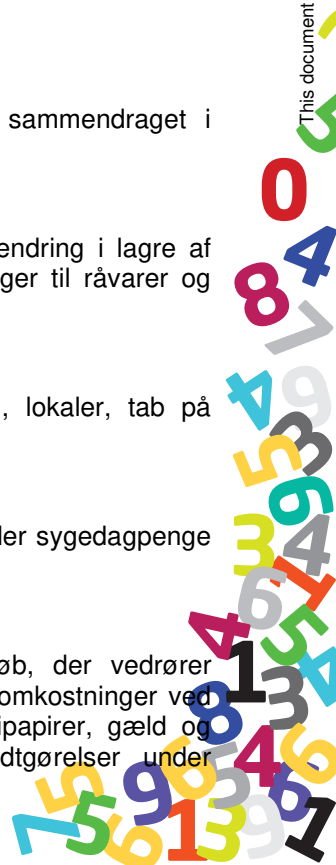 This document
sammendraget i
endring i lagre af
ger til råvarer og
, lokaler, tab på
ler sygedagpenge
øb, der vedrører
omkostninger ved
ipapirer, gæld og
dtgørelser under